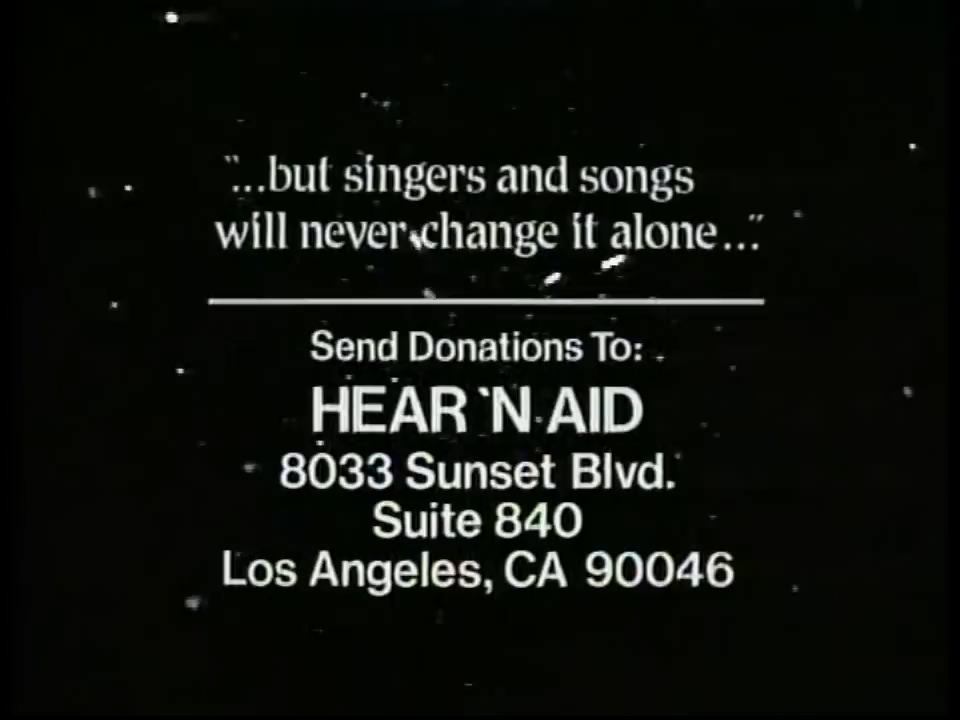 "...but singers and songs
will never change it alone..."
Send Donations To:
HEAR 'N AID
8033 Sunset Blvd.
Suite 840
Los Angeles, CA 90046